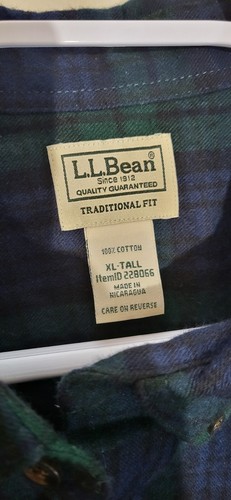 L.L.Bean®
Since 1912
QUALITY GUARANTEED
TRADITIONAL FIT
100% COTTON
XL-TALL
ItemID 228066
MADE IN
NICARAGUA
CARE ON REVERSE